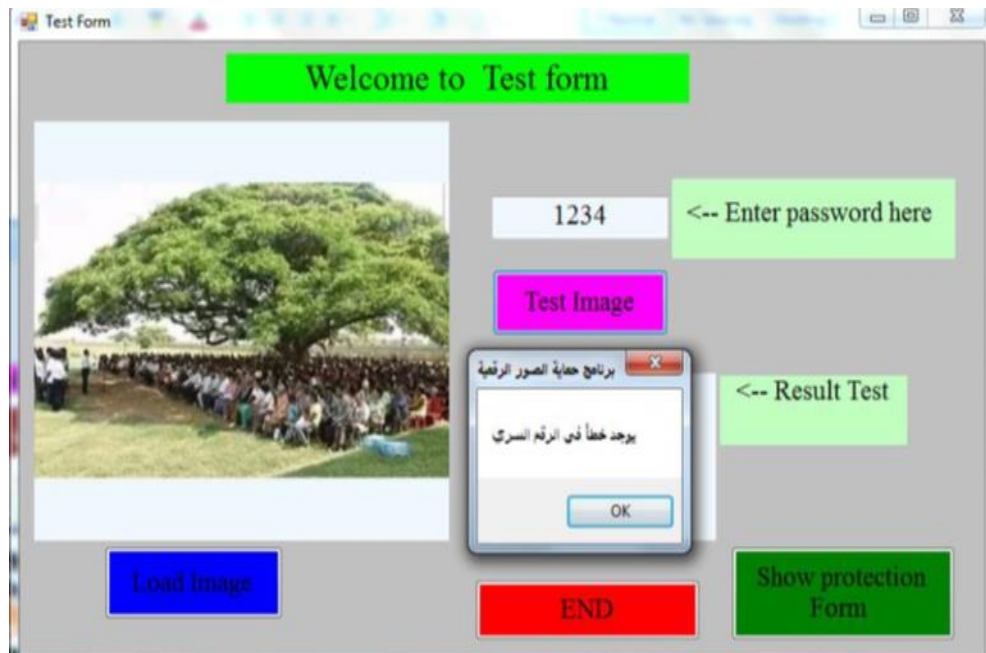 Test Form
Welcome to Test form
1234
<-- Enter password here
Test Image
برنامج حماية الصور الرقمية
<-- Result Test
يوجد خطأ في الرقم السري
OK
Load Image
END
Show protection
Form